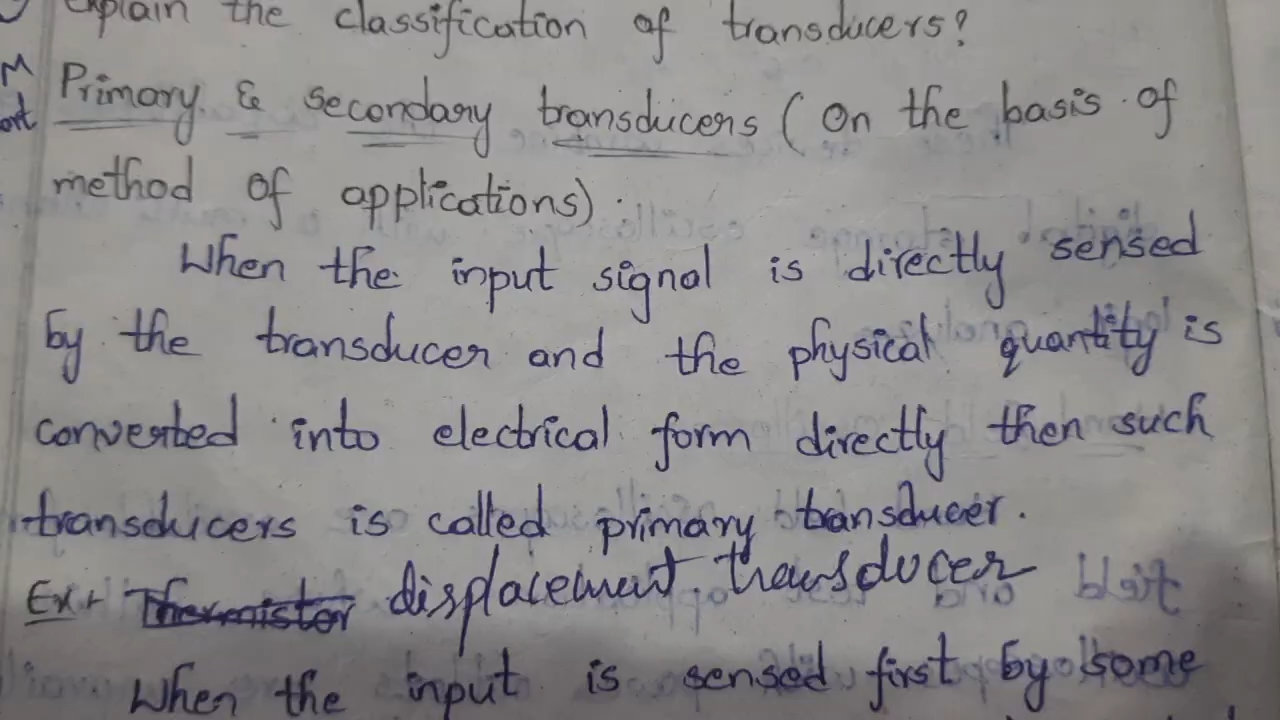 explain the classification of transducers?
M Primary & secondary transducers (On the basis of
ort method of applications).
When the input signal is directly sensed
by the transducer and the physical quantity is
converted into electrical form directly then such
transducers is called primary transducer.
Ex:- Thermister displacement transducer
When the input is sensed first by some